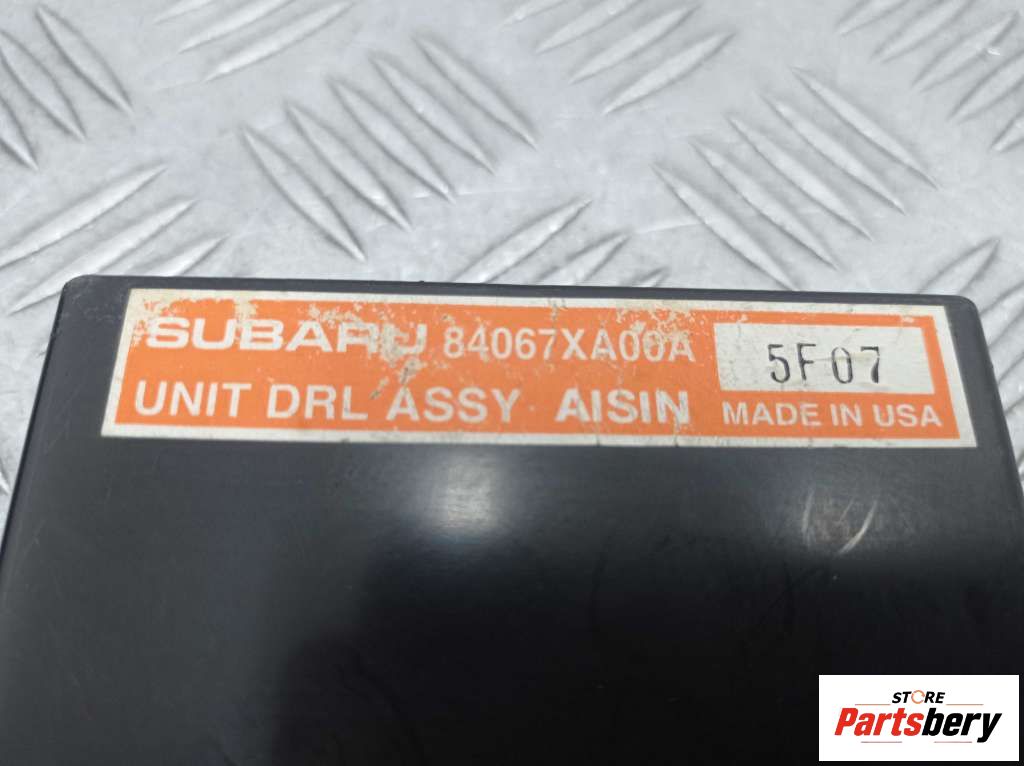 SUBARU 84067XA00A 5F07
UNIT DRL ASSY AISIN MADE IN USA
STORE
Partsbery